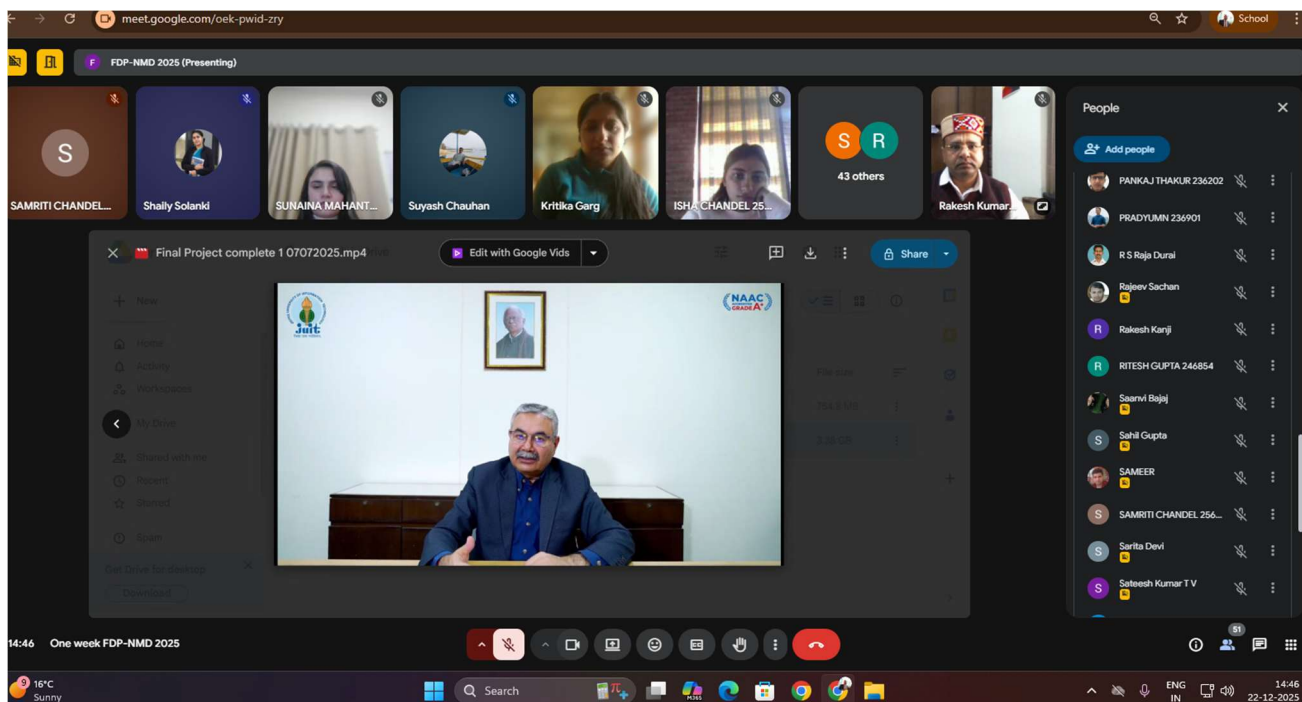 meet.google.com/oek-pwid-zry
School
F FDP-NMD 2025 (Presenting)
S
SAMRITI CHANDEL...
Shaily Solanki
SUNAINA MAHANT...
Suyash Chauhan
Kritika Garg
ISHA CHANDEL 25...
S R
43 others
Rakesh Kumar...
Final Project complete 1 07072025.mp4
Edit with Google Vids
Share
New
Home
Activity
Workspaces
My Drive
Shared with me
Recent
Starred
Spam
Get Drive for desktop
Download
File size
JUIT
NAAC
GRADE A+
People
Add people
PANKAJ THAKUR 236202
PRADYUMN 236901
R S Raja Durai
Rajeev Sachan
R Rakesh Kanji
R RITESH GUPTA 246854
Saanvi Bajaj
S Sahil Gupta
SAMEER
S SAMRITI CHANDEL 256...
S Sarita Devi
S Sateesh Kumar T V
14:46 One week FDP-NMD 2025
51
9
16°C
Sunny
Search
M365
ENG
IN
14:46
22-12-2025